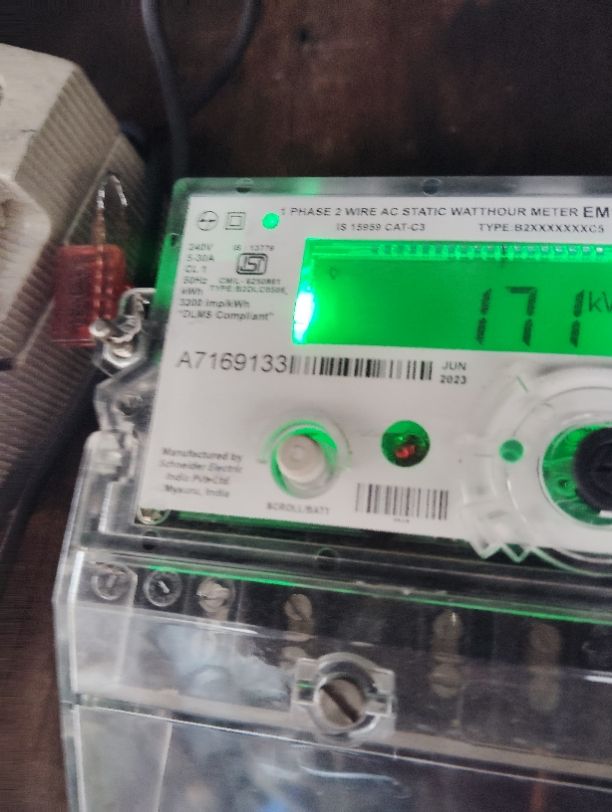 1 PHASE 2 WIRE AC STATIC WATTHOUR METER EM
IS 15959 CAT-C3 TYPE:B2XXXXXXXC5
240V IS : 13779
5-30A
CL.1
50Hz
kWh
3200 imp/kWh
"DLMS Compliant"
171 kW
A7169133
JUN
2023
Manufactured by
Schneider Electric
India Pvt Ltd
Mysuru, India
SCROLL/BATT